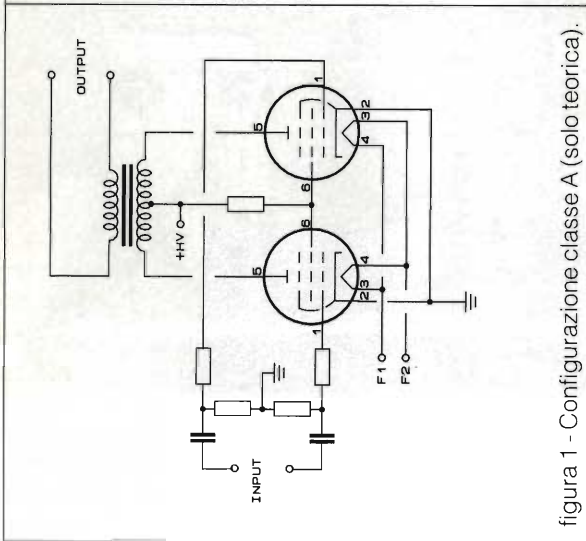 OUTPUT
+HV
5
5
6
6
1
1
2
3
4
2
3
4
F1
F2
INPUT
figura 1 - Configurazione classe A (solo teorica).